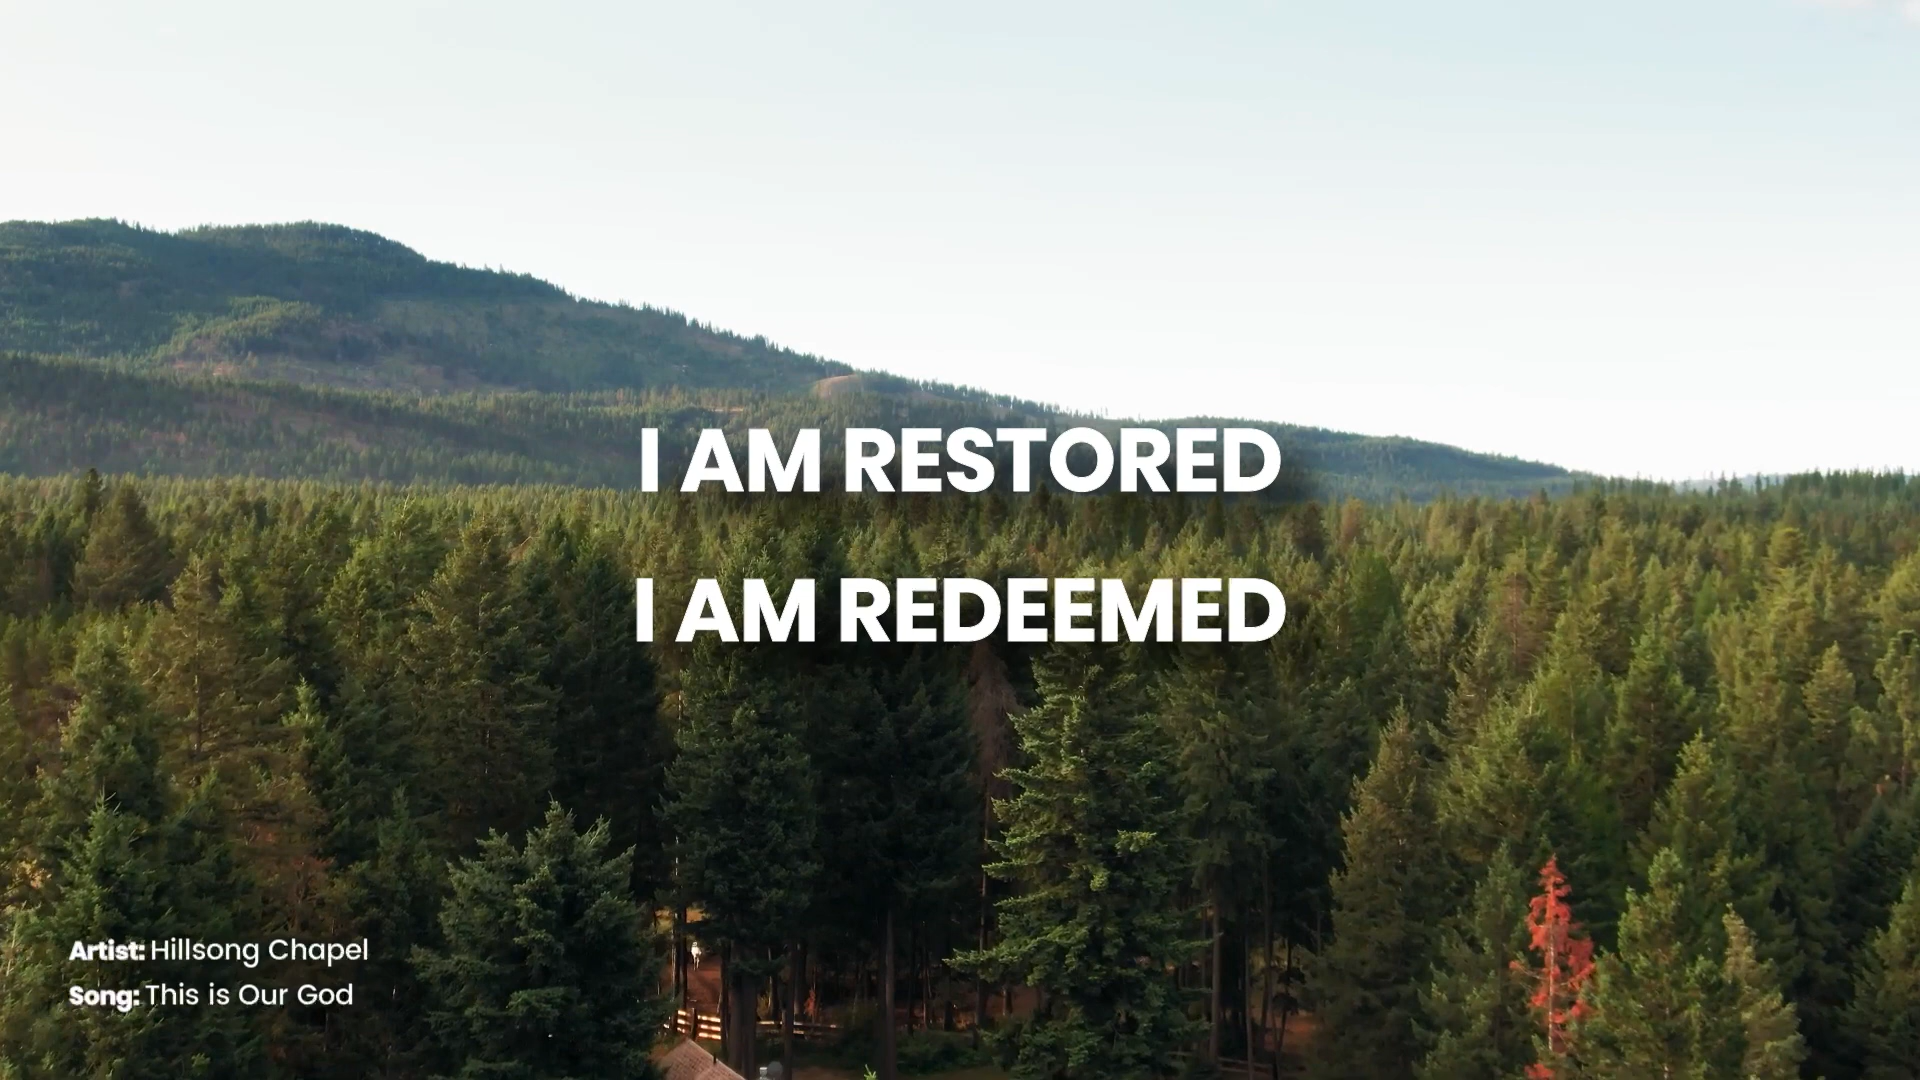 I AM RESTORED
I AM REDEEMED
Artist: Hillsong Chapel
Song: This is Our God